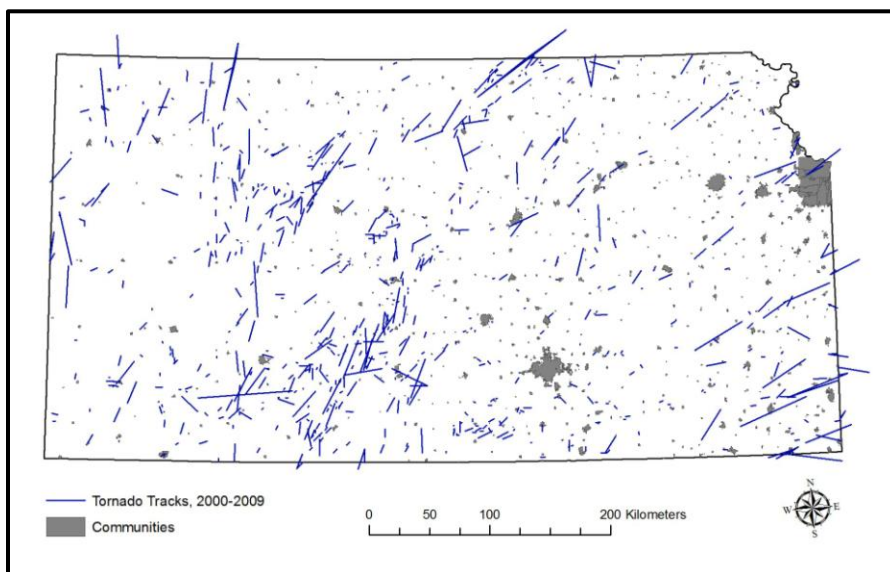 Tornado Tracks, 2000-2009
Communities
0 50 100 200 Kilometers
N
W E
S